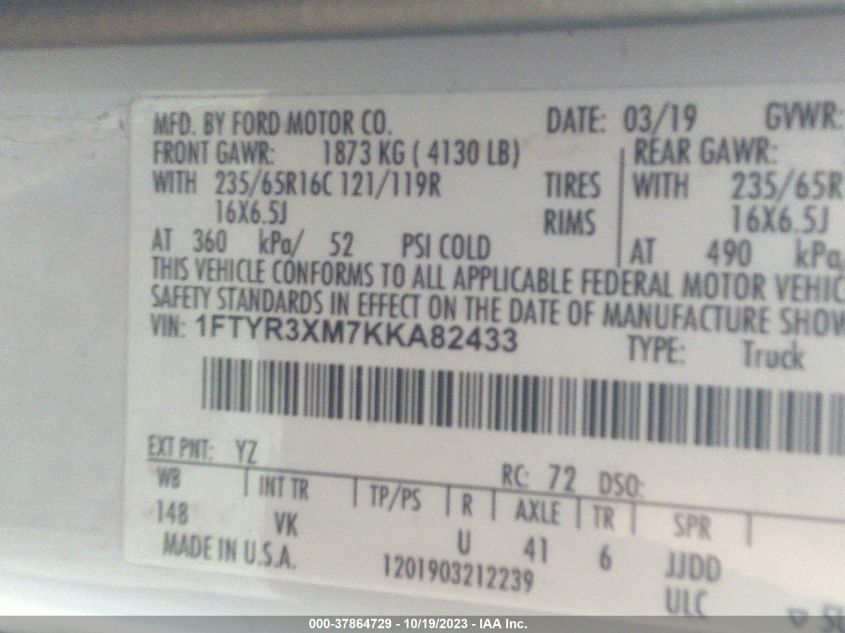 MFD. BY FORD MOTOR CO. DATE: 03/19 GVWR:
FRONT GAWR: 1873 KG ( 4130 LB) REAR GAWR:
WITH 235/65R16C 121/119R TIRES WITH 235/65R
16X6.5J RIMS 16X6.5J
AT 360 kPa/ 52 PSI COLD AT 490 kPa/
THIS VEHICLE CONFORMS TO ALL APPLICABLE FEDERAL MOTOR VEHIC
SAFETY STANDARDS IN EFFECT ON THE DATE OF MANUFACTURE SHOW
VIN: 1FTYR3XM7KKA82433 TYPE: Truck
EXT PNT: YZ RC: 72 DSO:
WB INT TR TP/PS R AXLE TR SPR
148 VK U 41 6 JJDD
MADE IN U.S.A. 1201903212239 ULC
000-37864729 - 10/19/2023 - IAA Inc.